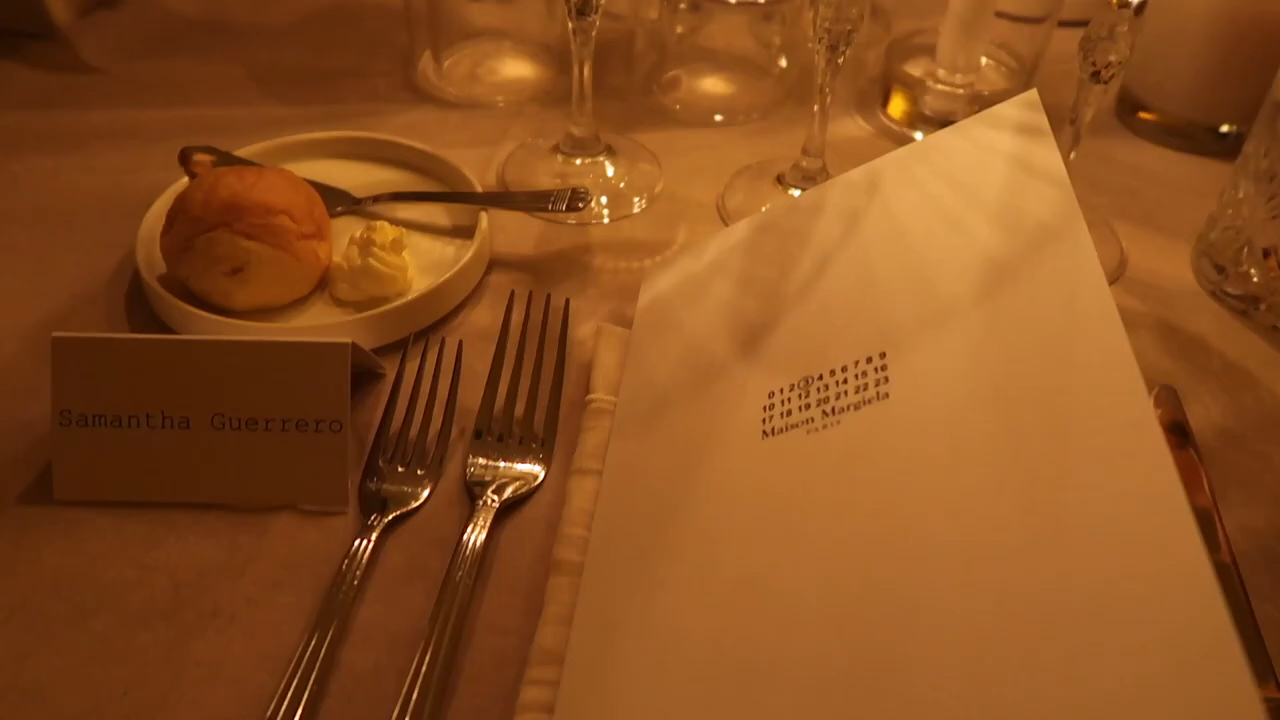 Samantha Guerrero
0 1 2 3 4 5 6 7 8 9
10 11 12 13 14 15 16
17 18 19 20 21 22 23
Maison Margiela
PARIS